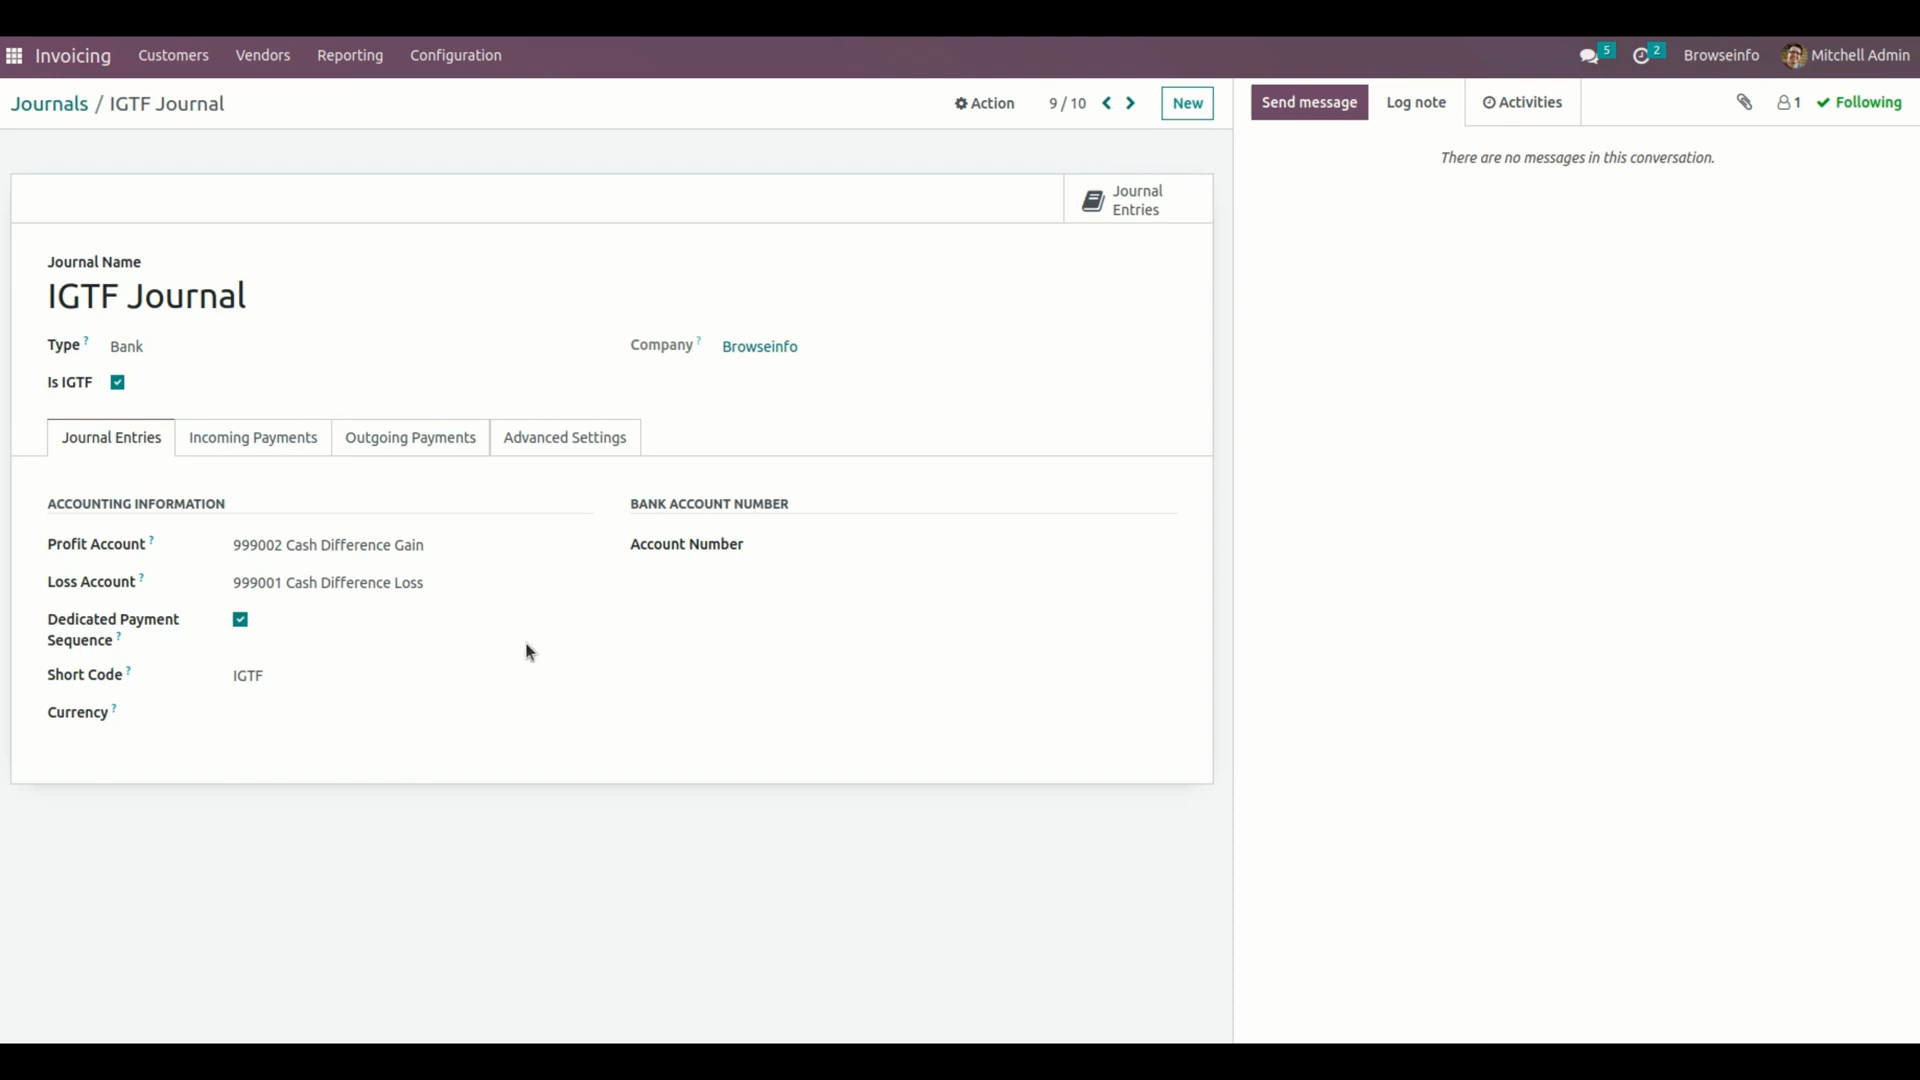 Invoicing Customers Vendors Reporting Configuration 5 2 Browseinfo Mitchell Admin
Journals / IGTF Journal Action 9 / 10 New Send message Log note Activities 1 Following
There are no messages in this conversation.
Journal
Entries
Journal Name
IGTF Journal
Type ? Bank Company ? Browseinfo
Is IGTF
Journal Entries Incoming Payments Outgoing Payments Advanced Settings
ACCOUNTING INFORMATION BANK ACCOUNT NUMBER
Profit Account ? 999002 Cash Difference Gain Account Number
Loss Account ? 999001 Cash Difference Loss
Dedicated Payment
Sequence ?
Short Code ? IGTF
Currency ?